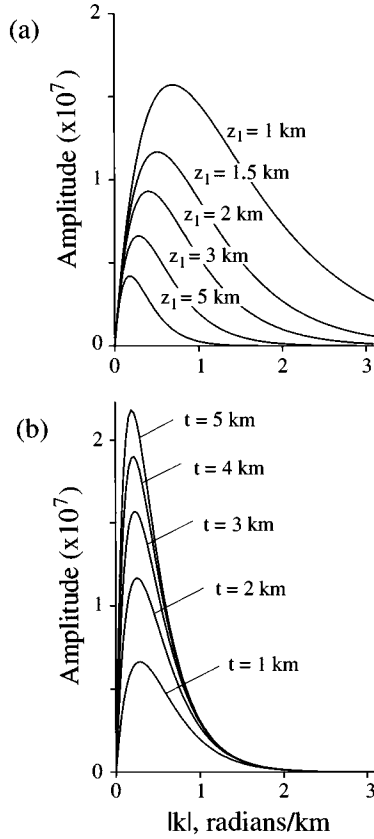 (a)
2
Amplitude (x10⁷)
z₁ = 1 km
z₁ = 1.5 km
1
z₁ = 2 km
z₁ = 3 km
z₁ = 5 km
0
0 1 2 3
(b)
t = 5 km
2
t = 4 km
Amplitude (x10⁷)
t = 3 km
t = 2 km
1
t = 1 km
0
0 1 2 3
|k|, radians/km